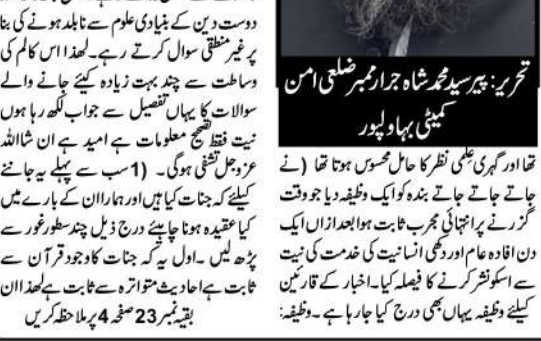 تحریر: پیر سید محمد شاہ جرار ممبر ضلعی امن
کمیٹی بہاولپور
تھا اور گہری علمی نظر کا حامل محسوس ہوتا تھا (نے
جاتے جاتے جاتے بندہ کو ایک وظیفہ دیا جو وقت
گزرنے پر انتہائی مجرب ثابت ہوا بعد ازاں ایک
دن افادہ عام اور دکھی انسانیت کی خدمت کی نیت
سے اسکو نشر کرنے کا فیصلہ کیا۔ اخبار کے قارئین
کیلئے وظیفہ یہاں بھی درج کیا جا رہا ہے۔ وظیفہ:
دوست دین کے بنیادی علوم سے نابلد ہونے کی بنا
پر غیر منطقی سوال کرتے رہے۔ لھذا اس کالم کی
وساطت سے چند بہت زیادہ کیئے جانے والے
سوالات کا یہاں تفصیل سے جواب لکھ رہا ہوں
نیت فقط صحیح معلومات ہے امید ہے ان شااللہ
عزوجل تشفی ہوگی۔ (1 سب سے پہلے یہ جاننے
کیلئے کہ جنات کیا ہیں اور ہمارا ان کے بارے میں
کیا عقیدہ ہونا چاہیئے درج ذیل چند سطور غور سے
پڑھ لیں۔ اول یہ کہ جنات کا وجود قرآن سے
ثابت ہے احادیث متواترہ سے ثابت ہے لھذا ان
بقیہ نمبر 23 صفحہ 4 پر ملاحظہ کریں